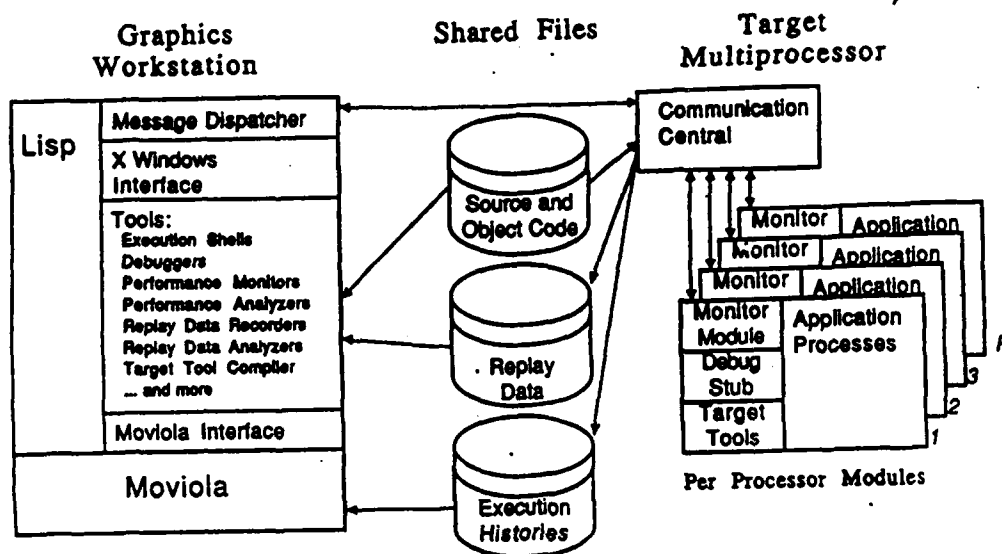 Graphics
Workstation
Shared Files
Target
Multiprocessor
Lisp
Message Dispatcher
X Windows
Interface
Tools:
Execution Shells
Debuggers
Performance Monitors
Performance Analyzers
Replay Data Recorders
Replay Data Analyzers
Target Tool Compiler
... and more
Moviola Interface
Moviola
Source and
Object Code
Replay
Data
Execution
Histories
Communication
Central
Monitor
Application
Monitor
Application
Monitor
Application
Monitor
Module
Application
Processes
Debug
Stub
Target
Tools
1
2
3
Per Processor Modules